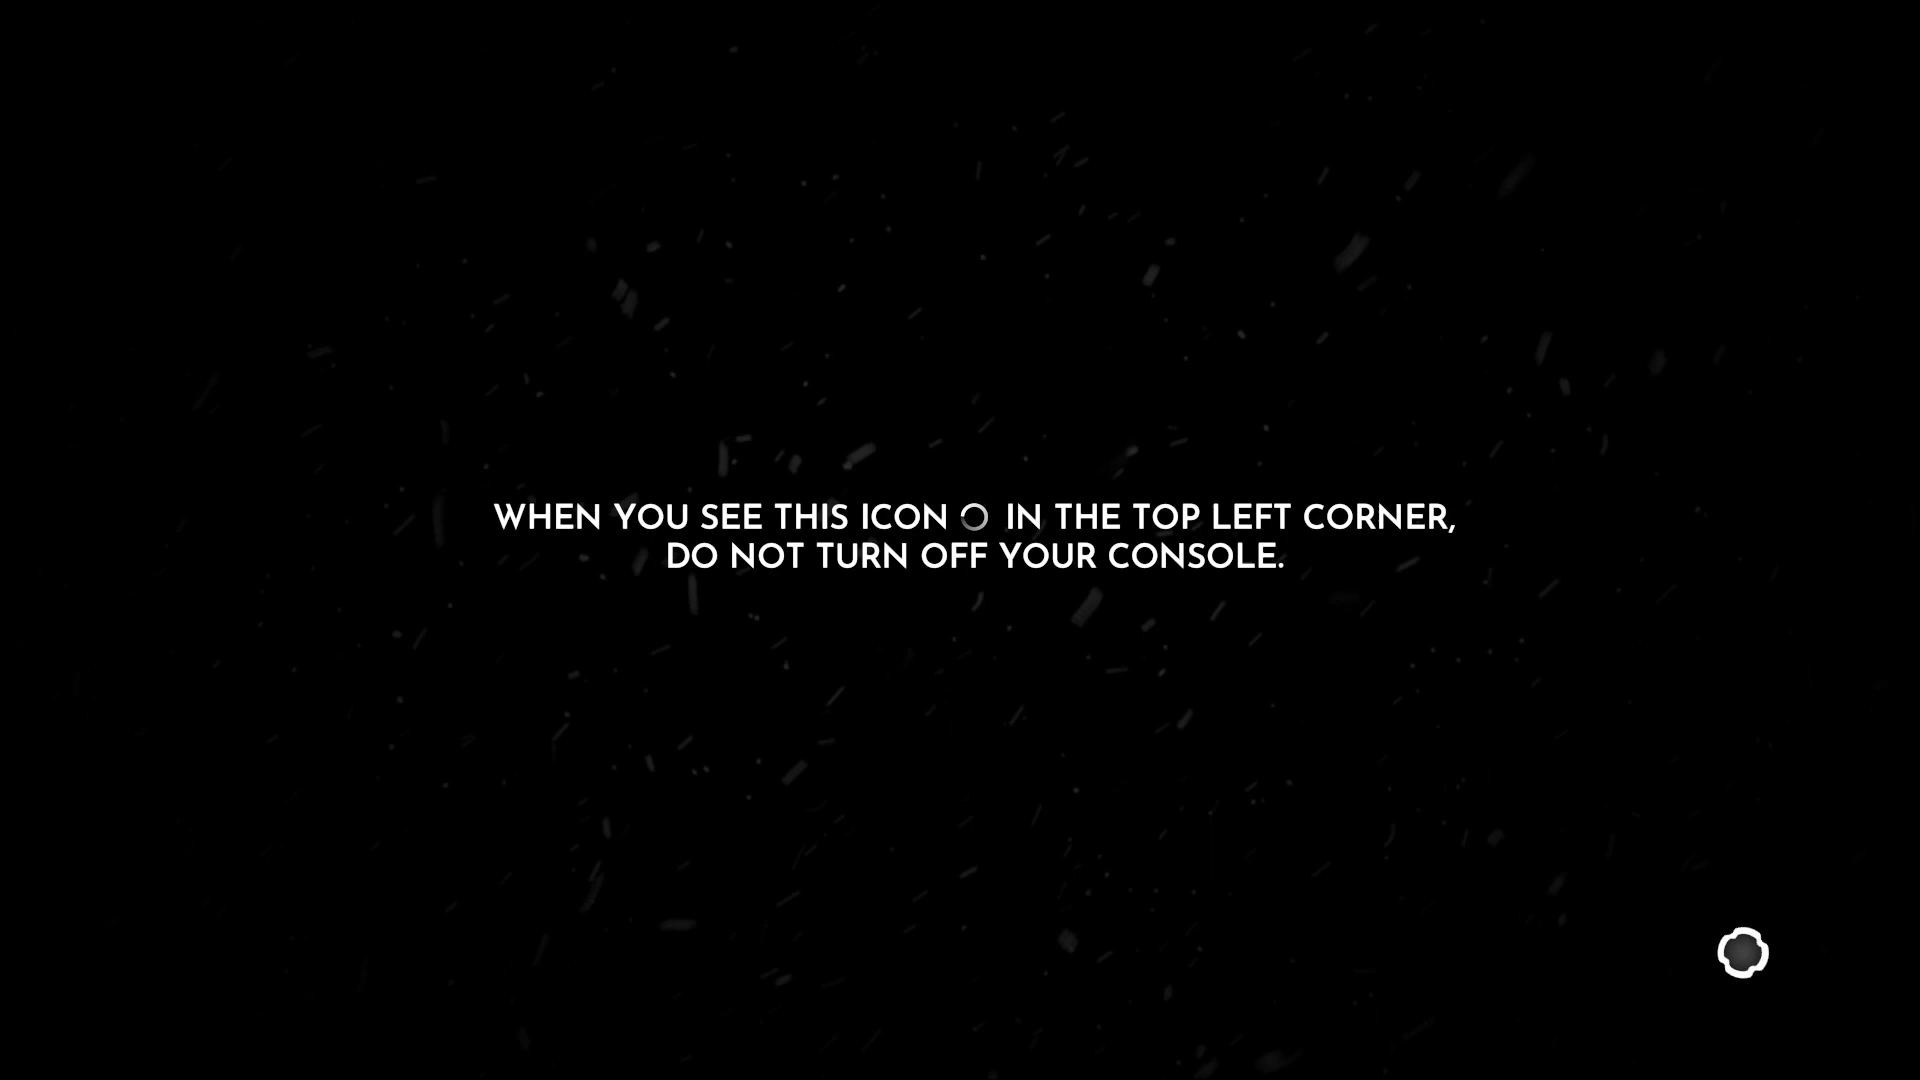 WHEN YOU SEE THIS ICON IN THE TOP LEFT CORNER,
DO NOT TURN OFF YOUR CONSOLE.